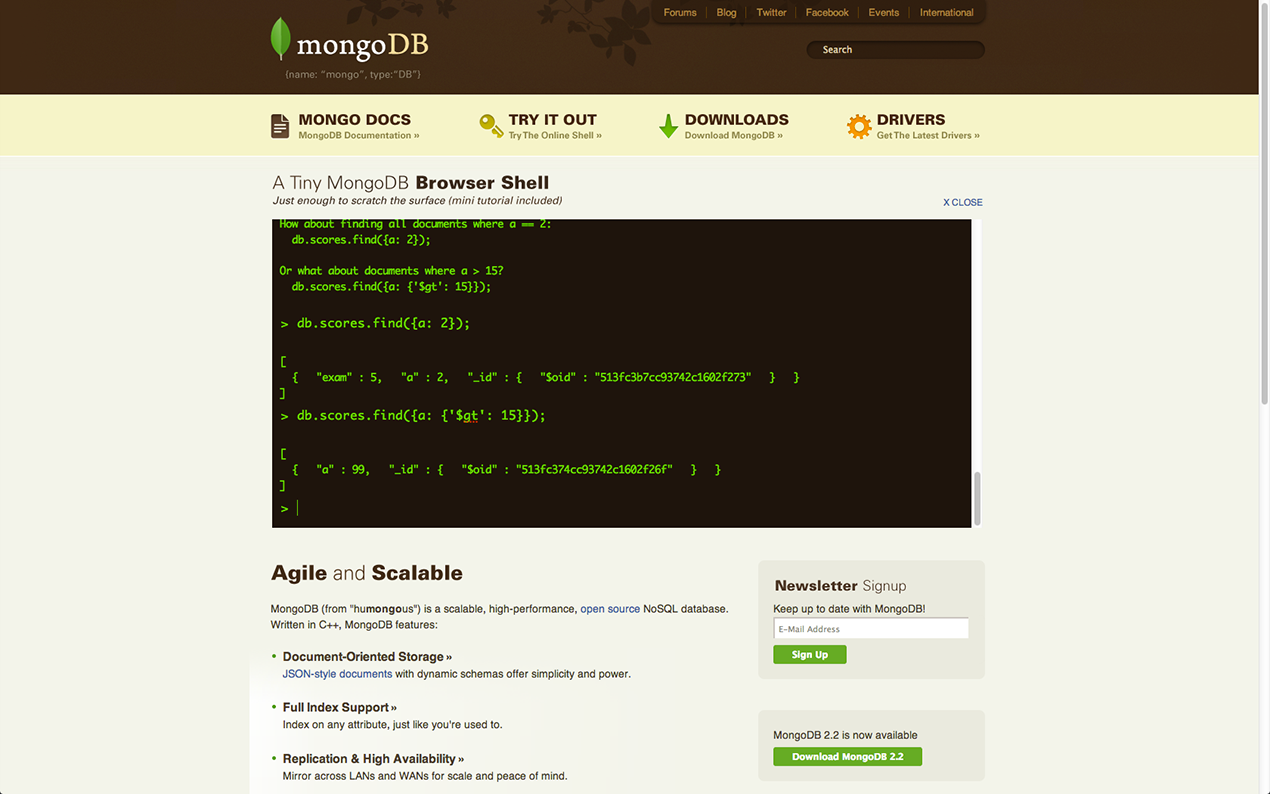 Forums Blog Twitter Facebook Events International
mongoDB
Search
{name: "mongo", type:"DB"}
MONGO DOCS
MongoDB Documentation »
TRY IT OUT
Try The Online Shell »
DOWNLOADS
Download MongoDB »
DRIVERS
Get The Latest Drivers »
A Tiny MongoDB Browser Shell
Just enough to scratch the surface (mini tutorial included)
X CLOSE
How about finding all documents where a == 2:
db.scores.find({a: 2});
Or what about documents where a > 15?
db.scores.find({a: {'$gt': 15}});
> db.scores.find({a: 2});
[
{ "exam" : 5, "a" : 2, "_id" : { "$oid" : "513fc3b7cc93742c1602f273" } }
]
> db.scores.find({a: {'$gt': 15}});
[
{ "a" : 99, "_id" : { "$oid" : "513fc374cc93742c1602f26f" } }
]
>
Agile and Scalable
MongoDB (from "humongous") is a scalable, high-performance, open source NoSQL database.
Written in C++, MongoDB features:
• Document-Oriented Storage »
JSON-style documents with dynamic schemas offer simplicity and power.
• Full Index Support »
Index on any attribute, just like you're used to.
• Replication & High Availability »
Mirror across LANs and WANs for scale and peace of mind.
Newsletter Signup
Keep up to date with MongoDB!
E-Mail Address
Sign Up
MongoDB 2.2 is now available
Download MongoDB 2.2